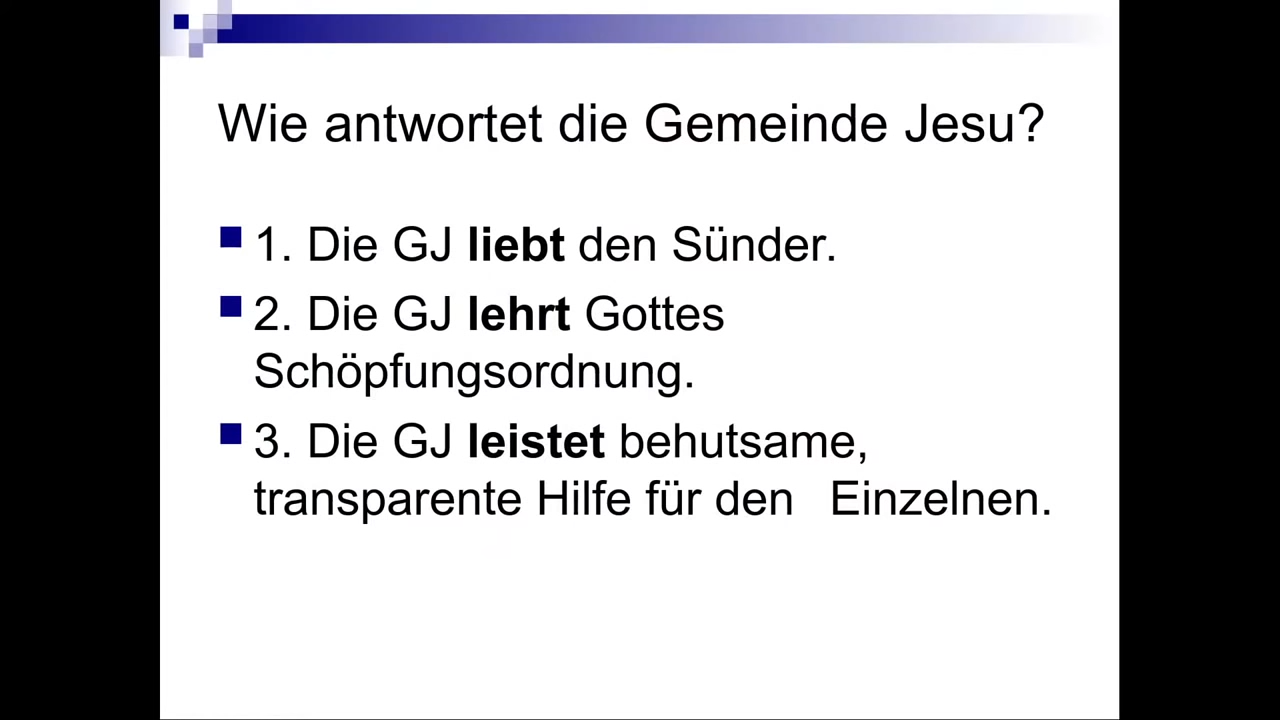 Wie antwortet die Gemeinde Jesu?
1. Die GJ liebt den Sünder.
2. Die GJ lehrt Gottes
Schöpfungsordnung.
3. Die GJ leistet behutsame,
transparente Hilfe für den Einzelnen.